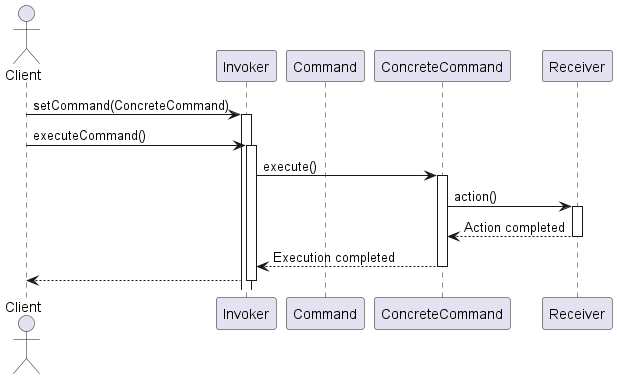 Client
Invoker
Command
ConcreteCommand
Receiver
setCommand(ConcreteCommand)
executeCommand()
execute()
action()
Action completed
Execution completed
Client
Invoker
Command
ConcreteCommand
Receiver